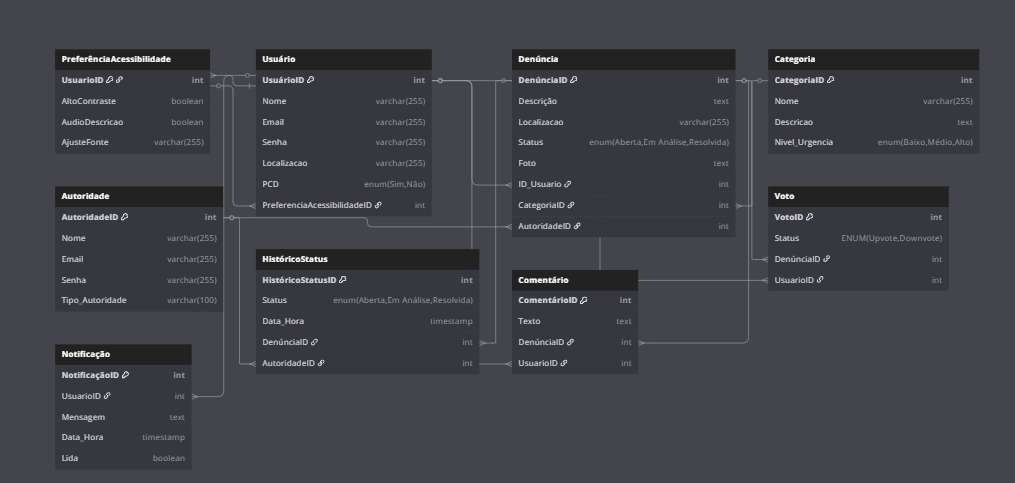 PreferênciaAcessibilidade
UsuarioID int
AltoContraste boolean
AudioDescricao boolean
AjusteFonte varchar(255)
Usuário
UsuárioID int
Nome varchar(255)
Email varchar(255)
Senha varchar(255)
Localizacao varchar(255)
PCD enum(Sim,Não)
PreferenciaAcessibilidadeID int
Denúncia
DenúnciaID int
Descrição text
Localizacao varchar(255)
Status enum(Aberta,Em Análise,Resolvida)
Foto text
ID_Usuario int
CategoriaID int
AutoridadeID int
Categoria
CategoriaID int
Nome varchar(255)
Descricao text
Nivel_Urgencia enum(Baixo,Médio,Alto)
Autoridade
AutoridadeID int
Nome varchar(255)
Email varchar(255)
Senha varchar(255)
Tipo_Autoridade varchar(100)
Voto
VotoID int
Status ENUM(Upvote,Downvote)
DenúnciaID int
UsuarioID int
HistóricoStatus
HistóricoStatusID int
Status enum(Aberta,Em Análise,Resolvida)
Data_Hora timestamp
DenúnciaID int
AutoridadeID int
Comentário
ComentárioID int
Texto text
DenúnciaID int
UsuarioID int
Notificação
NotificaçãoID int
UsuarioID int
Mensagem text
Data_Hora timestamp
Lida boolean